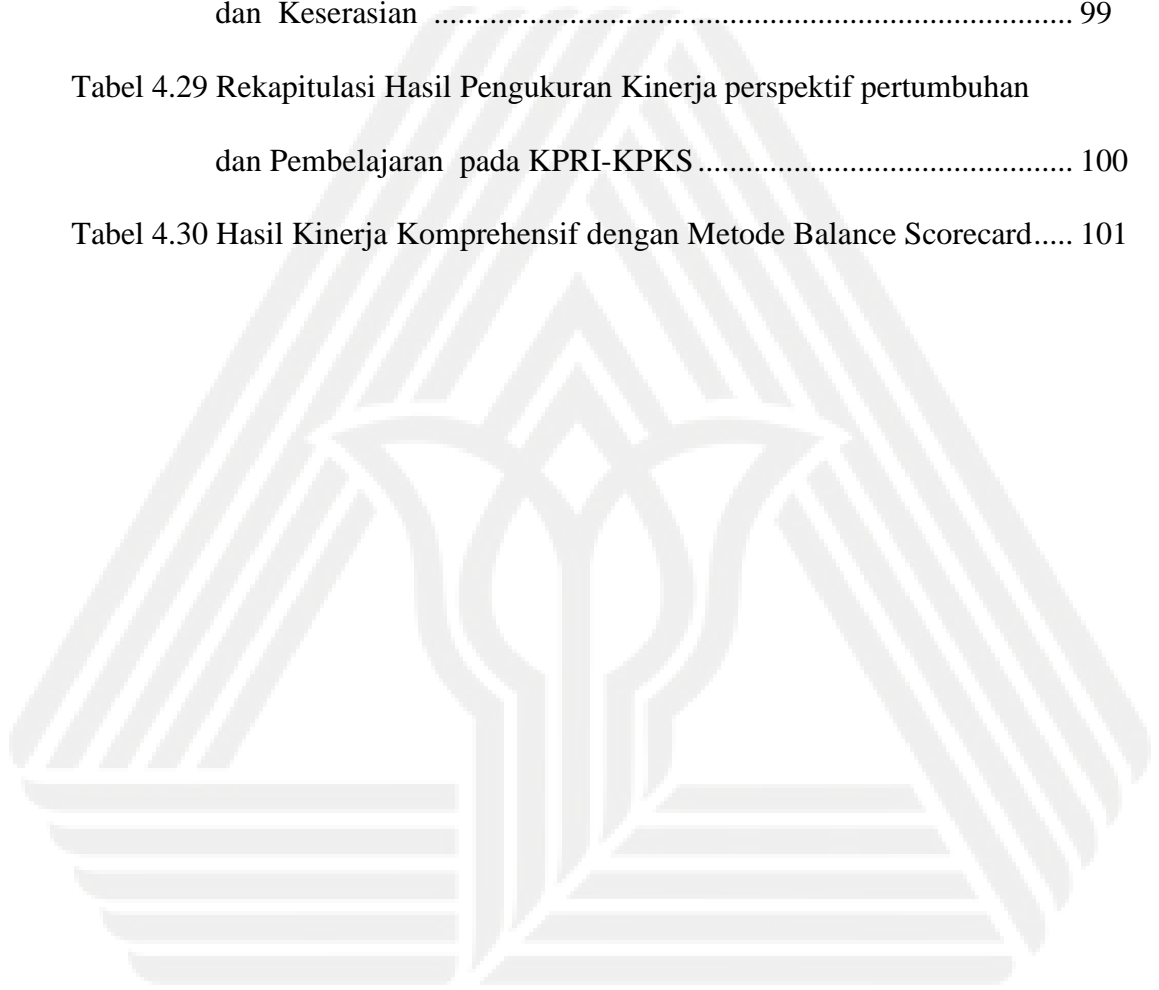 dan Keserasian ................................................................................ 99
Tabel 4.29 Rekapitulasi Hasil Pengukuran Kinerja perspektif pertumbuhan
dan Pembelajaran pada KPRI-KPKS ............................................. 100
Tabel 4.30 Hasil Kinerja Komprehensif dengan Metode Balance Scorecard ..... 101